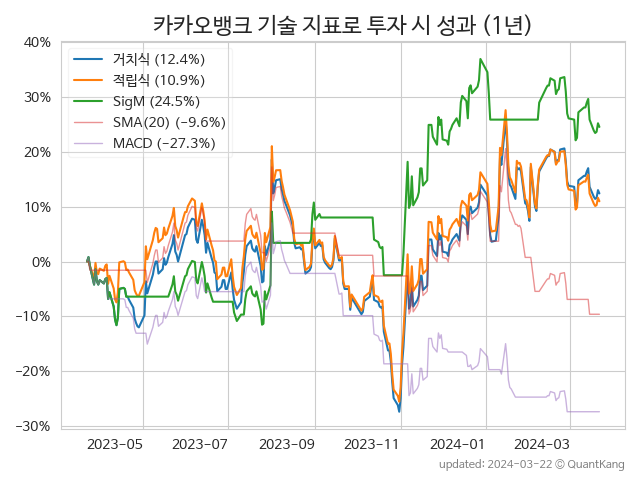 카카오뱅크 기술 지표로 투자 시 성과 (1년)
40%
30%
20%
10%
0%
−10%
−20%
−30%
거치식 (12.4%)
적립식 (10.9%)
SigM (24.5%)
SMA(20) (−9.6%)
MACD (−27.3%)
2023-05
2023-07
2023-09
2023-11
2024-01
2024-03
updated: 2024-03-22 © QuantKang